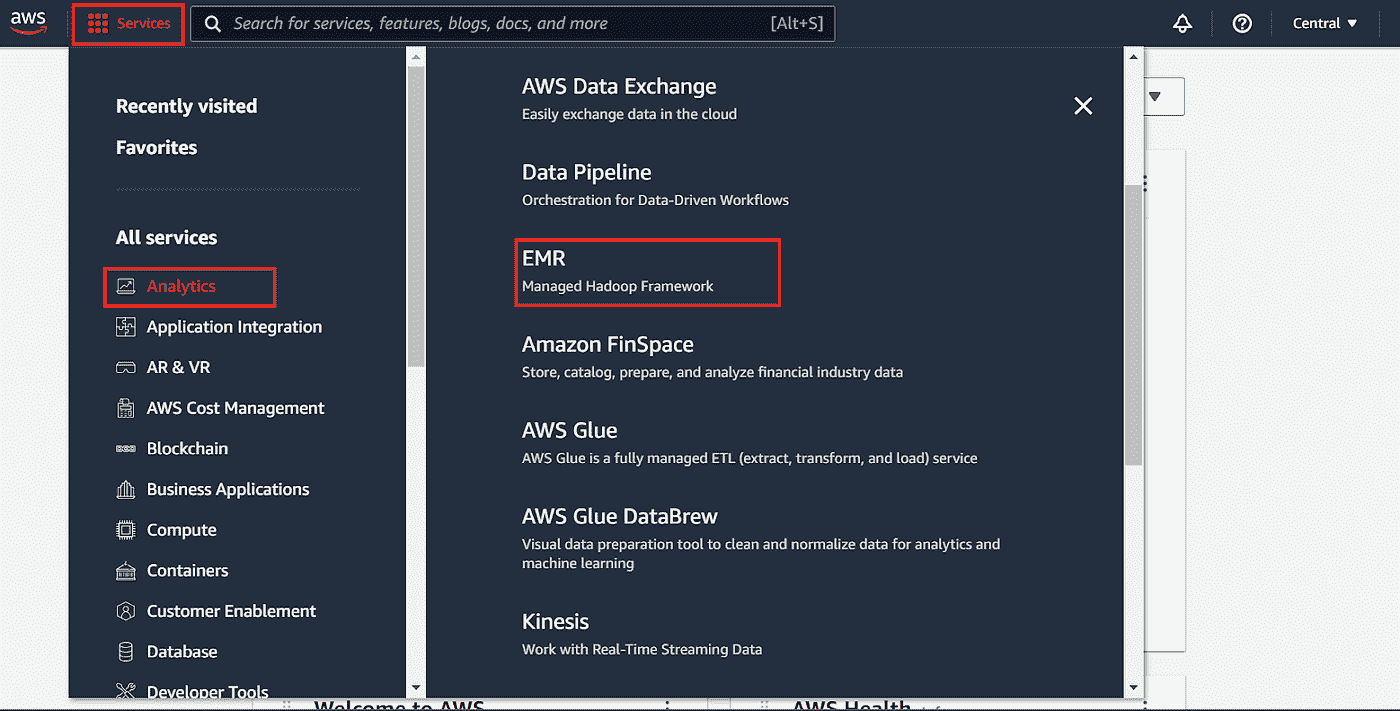 aws
Services
Search for services, features, blogs, docs, and more
[Alt+S]
Central
Recently visited
Favorites
All services
Analytics
Application Integration
AR & VR
AWS Cost Management
Blockchain
Business Applications
Compute
Containers
Customer Enablement
Database
Developer Tools
AWS Data Exchange
Easily exchange data in the cloud
Data Pipeline
Orchestration for Data-Driven Workflows
EMR
Managed Hadoop Framework
Amazon FinSpace
Store, catalog, prepare, and analyze financial industry data
AWS Glue
AWS Glue is a fully managed ETL (extract, transform, and load) service
AWS Glue DataBrew
Visual data preparation tool to clean and normalize data for analytics and
machine learning
Kinesis
Work with Real-Time Streaming Data
Welcome to AWS
AWS Health